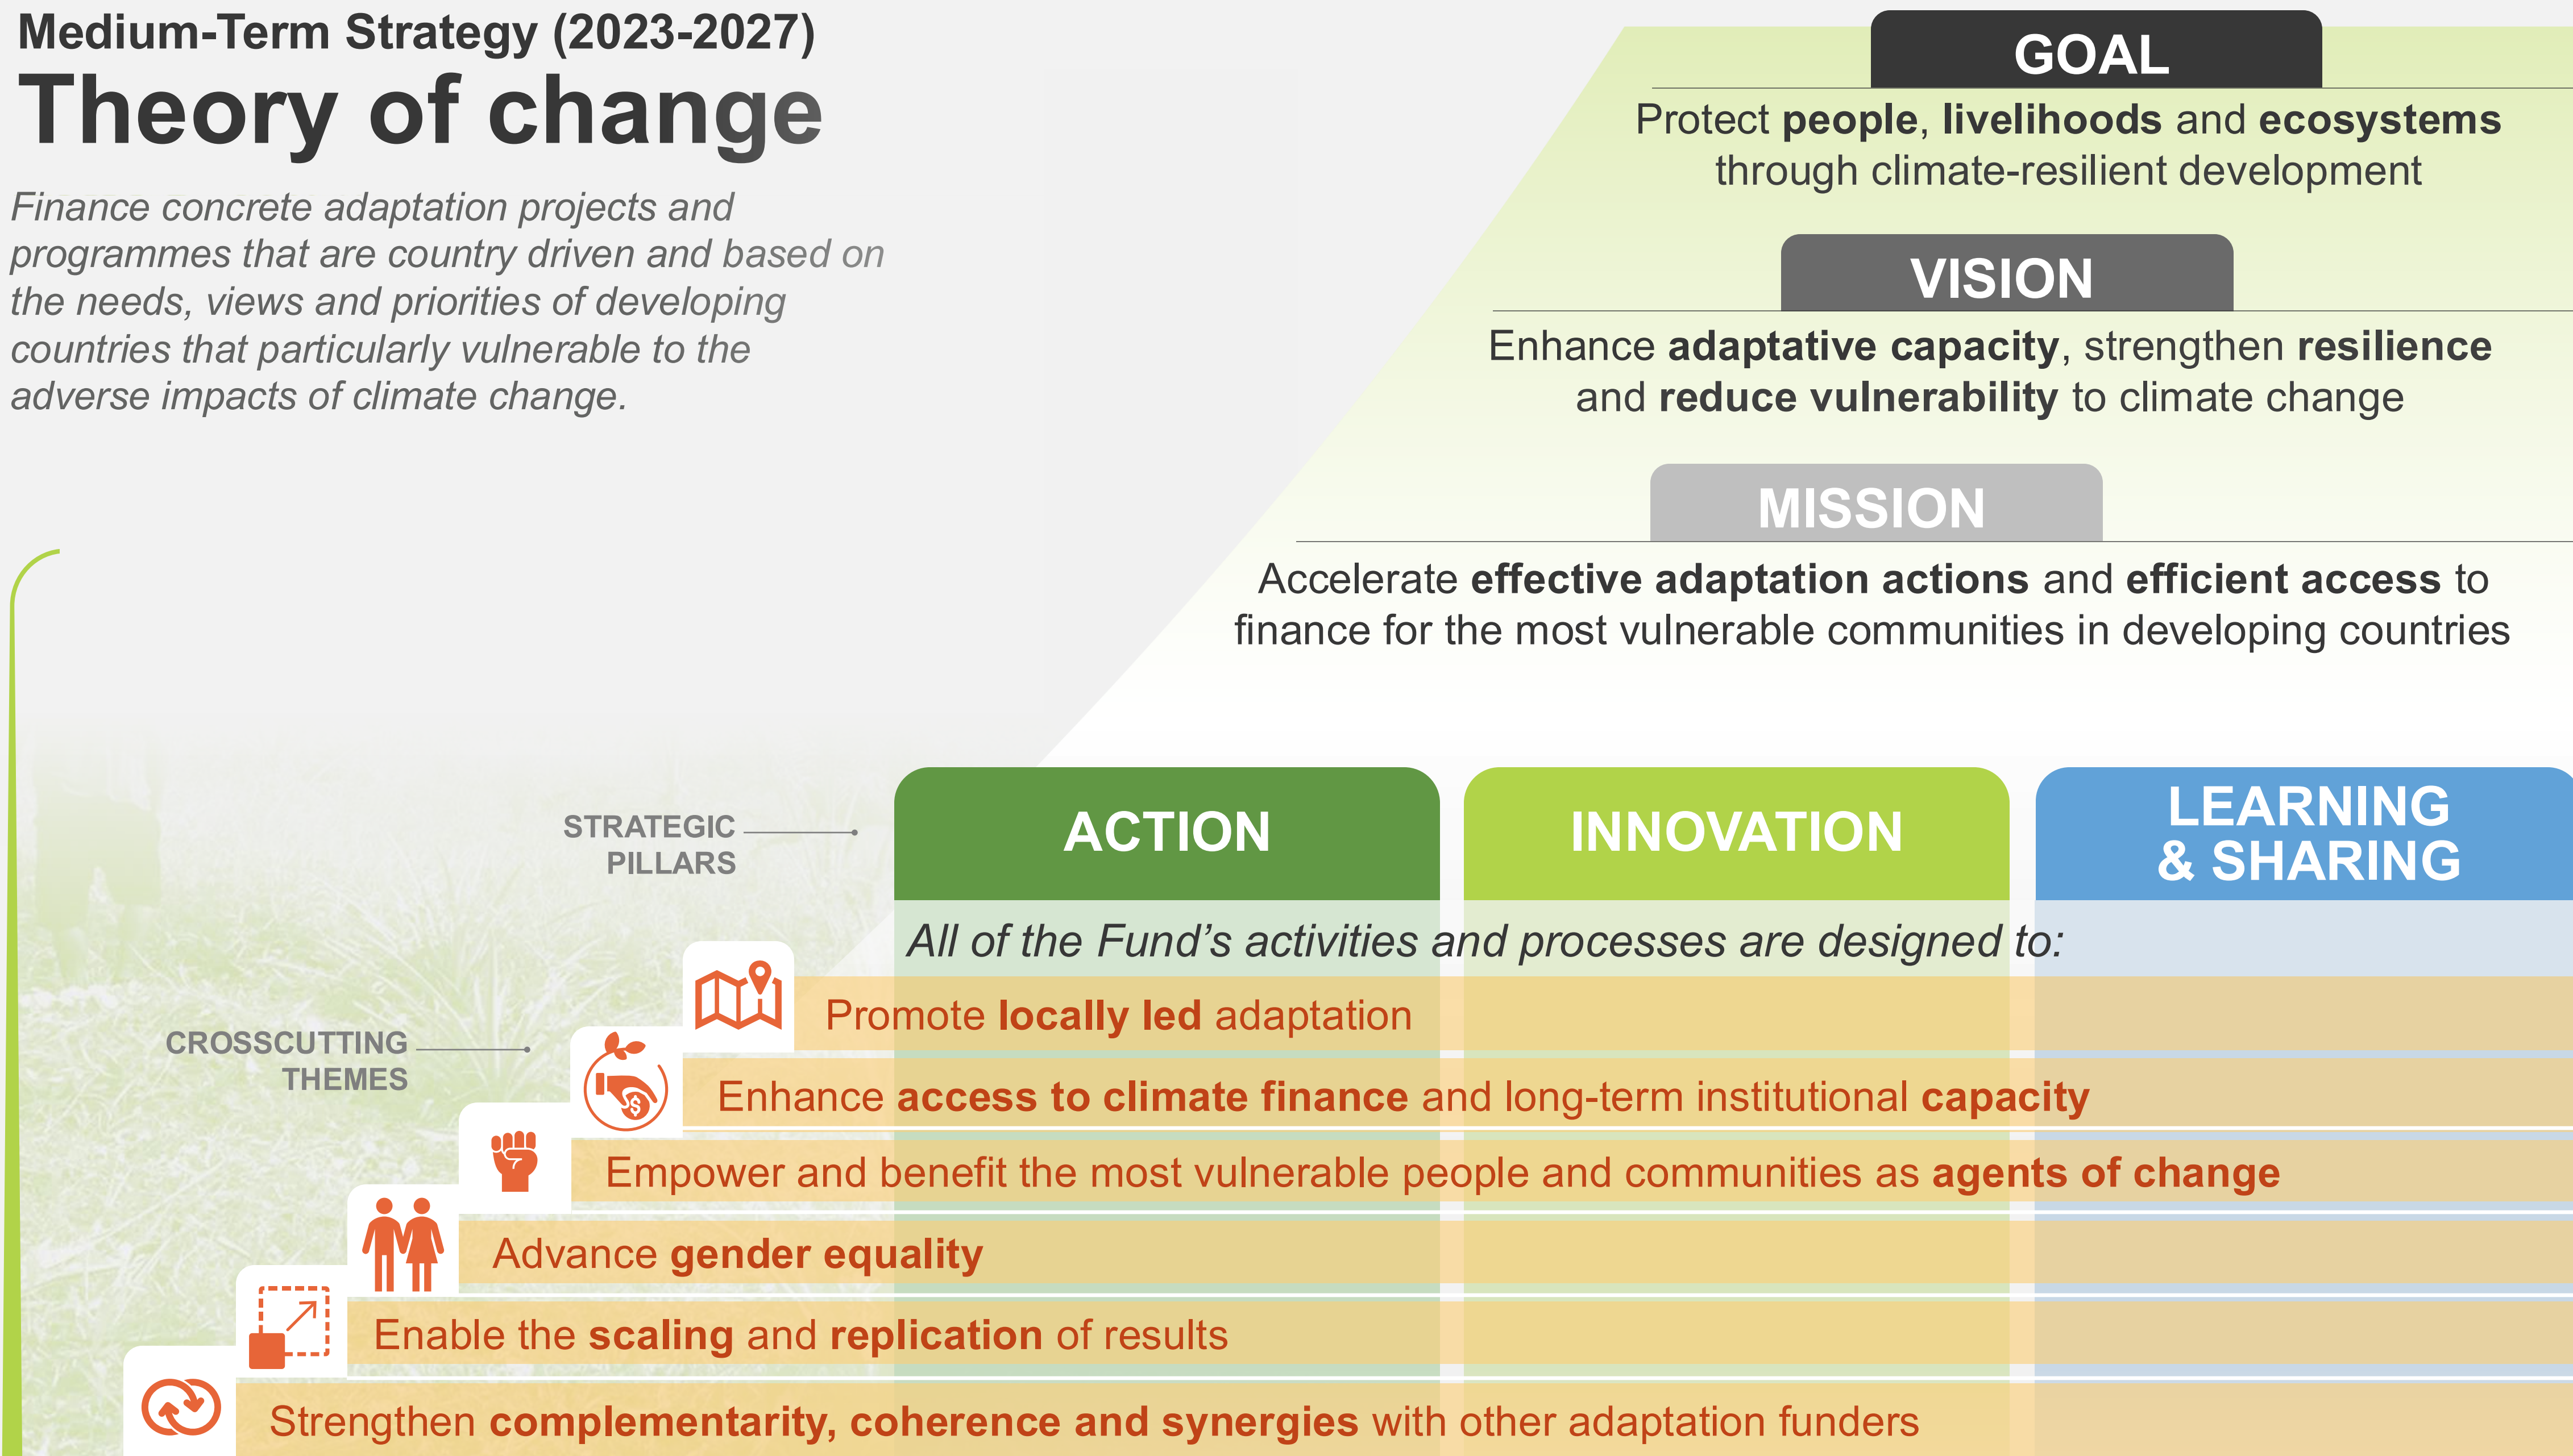 Medium-Term Strategy (2023-2027)
Theory of change
Finance concrete adaptation projects and
programmes that are country driven and based on
the needs, views and priorities of developing
countries that particularly vulnerable to the
adverse impacts of climate change.
GOAL
Protect people, livelihoods and ecosystems
through climate-resilient development
VISION
Enhance adaptative capacity, strengthen resilience
and reduce vulnerability to climate change
MISSION
Accelerate effective adaptation actions and efficient access to
finance for the most vulnerable communities in developing countries
STRATEGIC
PILLARS
ACTION
INNOVATION
LEARNING
& SHARING
All of the Fund’s activities and processes are designed to:
CROSSCUTTING
THEMES
Promote locally led adaptation
Enhance access to climate finance and long-term institutional capacity
$
Empower and benefit the most vulnerable people and communities as agents of change
Advance gender equality
Enable the scaling and replication of results
Strengthen complementarity, coherence and synergies with other adaptation funders